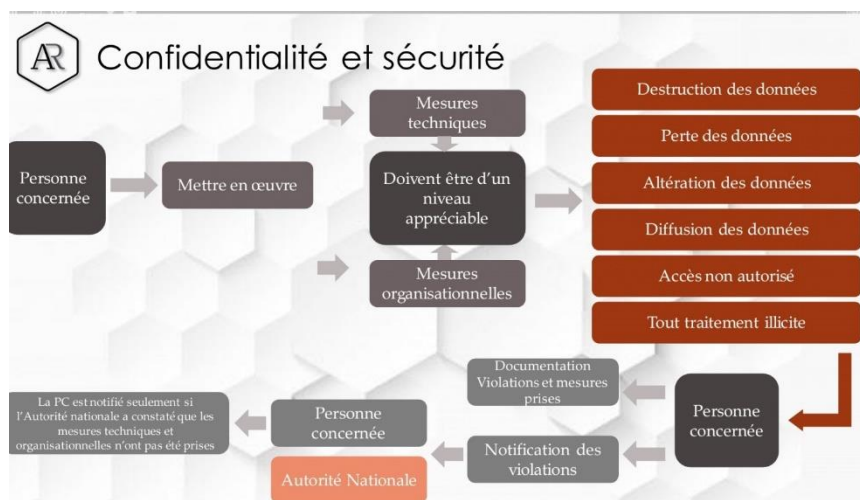 AR
Confidentialité et sécurité
Personne
concernée
Mettre en œuvre
Mesures
techniques
Doivent être d'un
niveau
appréciable
Mesures
organisationnelles
Destruction des données
Perte des données
Altération des données
Diffusion des données
Accès non autorisé
Tout traitement illicite
Personne
concernée
Documentation
Violations et mesures
prises
Notification des
violations
Personne
concernée
Autorité Nationale
La PC est notifié seulement si
l'Autorité nationale a constaté que les
mesures techniques et
organisationnelles n'ont pas été prises